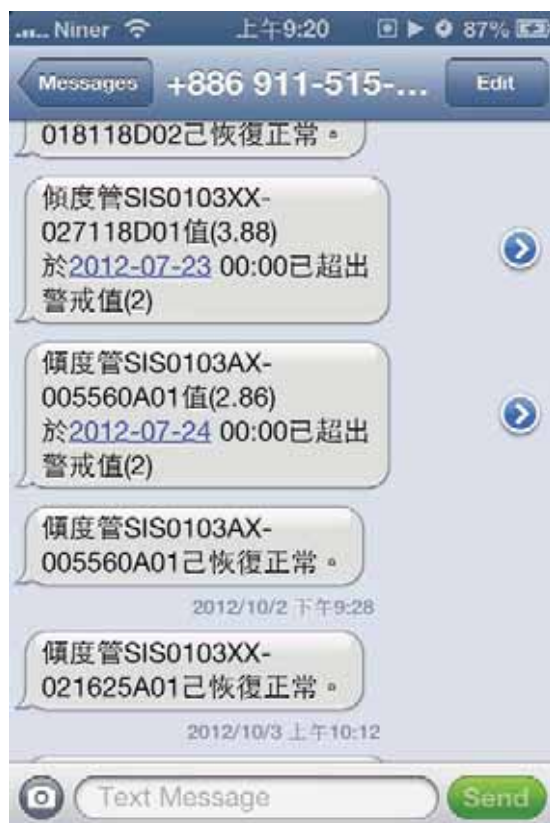 Niner 上午9:20 87%
Messages +886 911-515-... Edit
018118D02己恢復正常。
傾度管SIS0103XX-
027118D01值(3.88)
於2012-07-23 00:00已超出
警戒值(2)
傾度管SIS0103AX-
005560A01值(2.86)
於2012-07-24 00:00已超出
警戒值(2)
傾度管SIS0103AX-
005560A01己恢復正常。
2012/10/2 下午9:28
傾度管SIS0103XX-
021625A01己恢復正常。
2012/10/3 上午10:12
Text Message Send